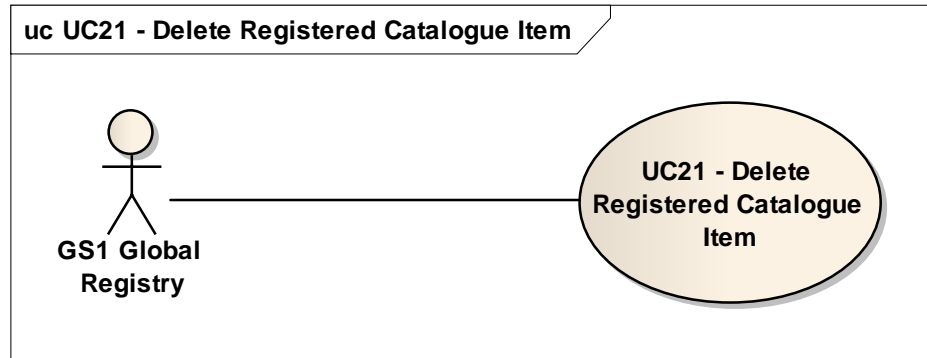 uc UC21 - Delete Registered Catalogue Item
UC21 - Delete
Registered Catalogue
Item
GS1 Global
Registry